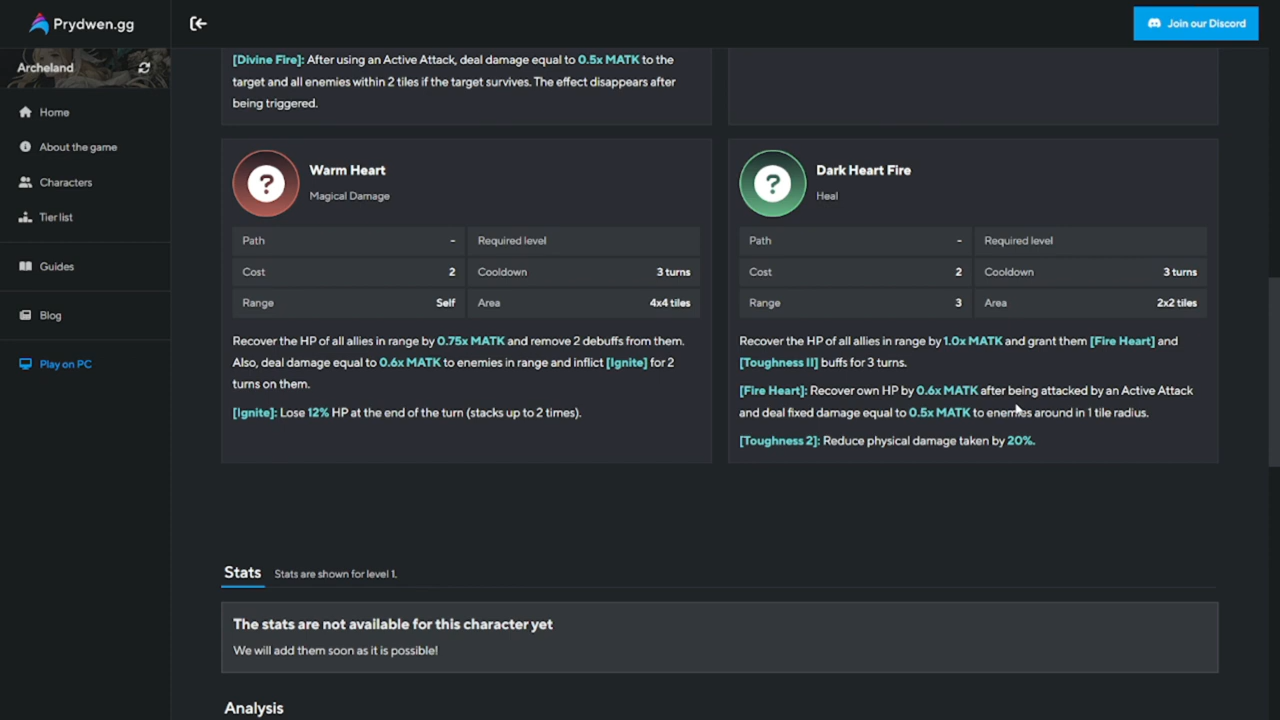 Prydwen.gg
Join our Discord
Archeland
Home
About the game
Characters
Tier list
Guides
Blog
Play on PC
[Divine Fire]: After using an Active Attack, deal damage equal to 0.5x MATK to the
target and all enemies within 2 tiles if the target survives. The effect disappears after
being triggered.
Warm Heart
Magical Damage
Path -
Required level
Cost 2
Cooldown 3 turns
Range Self
Area 4x4 tiles
Recover the HP of all allies in range by 0.75x MATK and remove 2 debuffs from them.
Also, deal damage equal to 0.6x MATK to enemies in range and inflict [Ignite] for 2
turns on them.
[Ignite]: Lose 12% HP at the end of the turn (stacks up to 2 times).
Dark Heart Fire
Heal
Path -
Required level
Cost 2
Cooldown 3 turns
Range 3
Area 2x2 tiles
Recover the HP of all allies in range by 1.0x MATK and grant them [Fire Heart] and
[Toughness II] buffs for 3 turns.
[Fire Heart]: Recover own HP by 0.6x MATK after being attacked by an Active Attack
and deal fixed damage equal to 0.5x MATK to enemies around in 1 tile radius.
[Toughness 2]: Reduce physical damage taken by 20%.
Stats
Stats are shown for level 1.
The stats are not available for this character yet
We will add them soon as it is possible!
Analysis